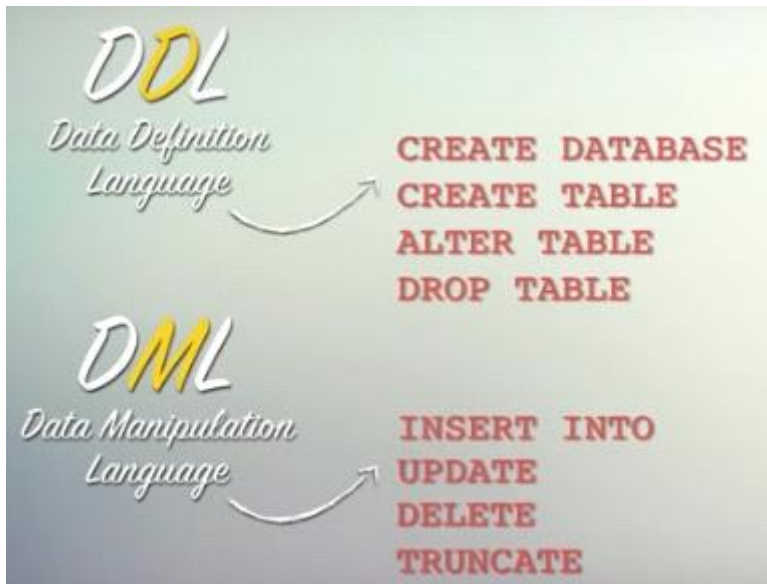 DDL
Data Definition
Language
CREATE DATABASE
CREATE TABLE
ALTER TABLE
DROP TABLE
DML
Data Manipulation
Language
INSERT INTO
UPDATE
DELETE
TRUNCATE